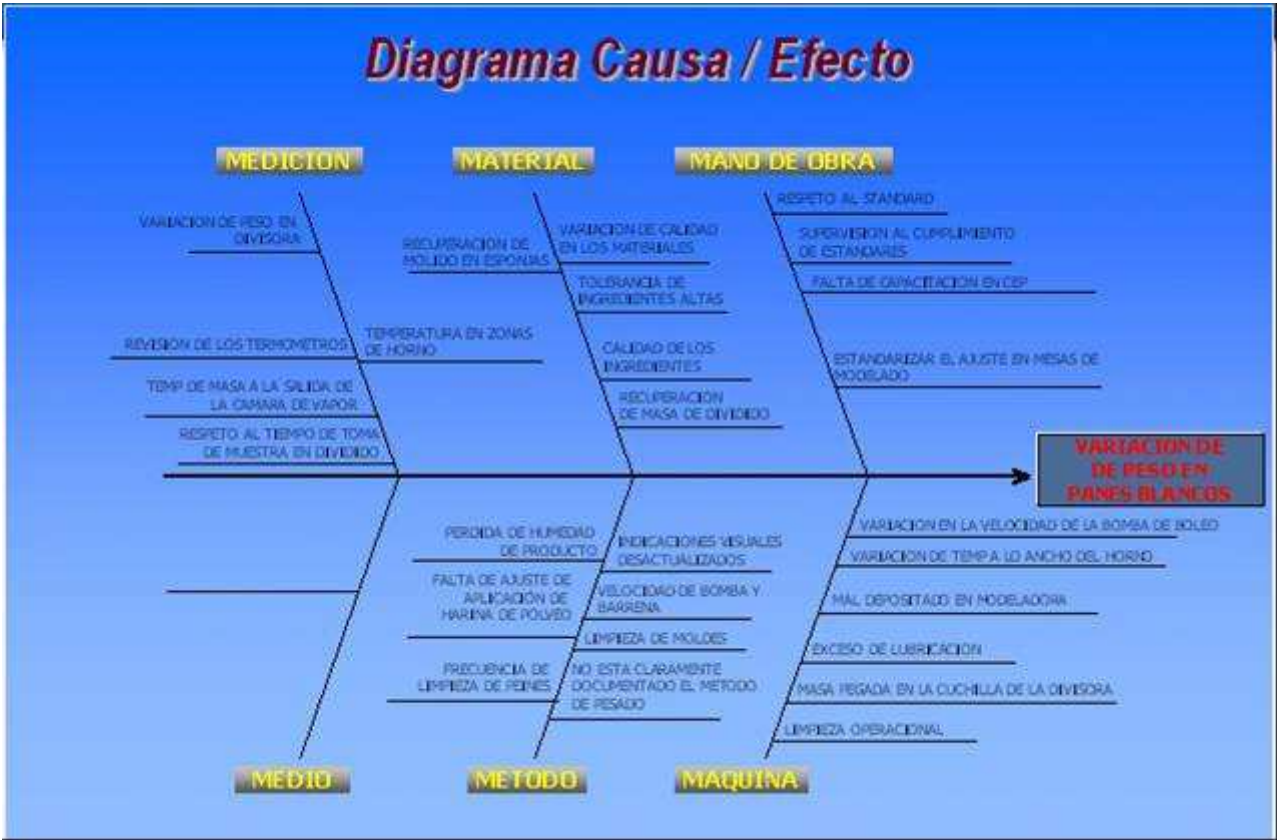 Diagrama Causa / Efecto
MEDICION
MATERIAL
MANO DE OBRA
VARIACION DE PESO EN
DIVISORA
REVISION DE LOS TERMOMETROS
TEMPERATURA EN ZONAS
DE HORNO
TEMP DE MASA A LA SALIDA DE
LA CAMARA DE VAPOR
RESPETO AL TIEMPO DE TOMA
DE MUESTRA EN DIVIDIDO
RECUPERACION DE
MOLIDO EN ESPONJAS
VARIACION DE CALIDAD
EN LOS MATERIALES
TOLERANCIA DE
INGREDIENTES ALTAS
CALIDAD DE LOS
INGREDIENTES
RECUPERACION
DE MASA DE DIVIDIDO
RESPETO AL STANDARD
SUPERVISION AL CUMPLIMIENTO
DE ESTANDARES
FALTA DE CAPACITACION EN CEP
ESTANDARIZAR EL AJUSTE EN MESAS DE
MODELADO
VARIACION DE
DE PESO EN
PANES BLANCOS
PERDIDA DE HUMEDAD
DE PRODUCTO
FALTA DE AJUSTE DE
APLICACIÓN DE
HARINA DE POLVEO
FRECUENCIA DE
LIMPIEZA DE PEINES
INDICACIONES VISUALES
DESACTUALIZADOS
VELOCIDAD DE BOMBA Y
BARRENA
LIMPIEZA DE MOLDES
NO ESTA CLARAMENTE
DOCUMENTADO EL METODO
DE PESADO
VARIACION EN LA VELOCIDAD DE LA BOMBA DE BOLEO
VARIACION DE TEMP A LO ANCHO DEL HORNO
MAL DEPOSITADO EN MODELADORA
EXCESO DE LUBRICACION
MASA PEGADA EN LA CUCHILLA DE LA DIVISORA
LIMPIEZA OPERACIONAL
MEDIO
METODO
MAQUINA